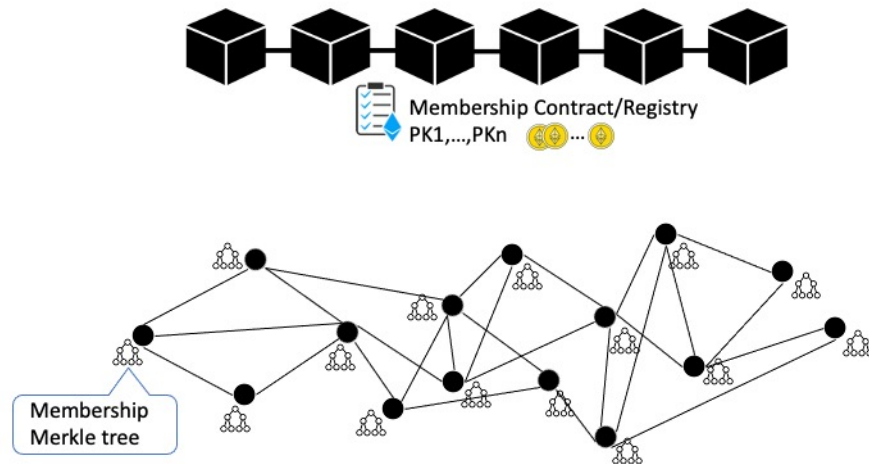 Membership Contract/Registry
PK1,...,PKn ...
Membership
Merkle tree